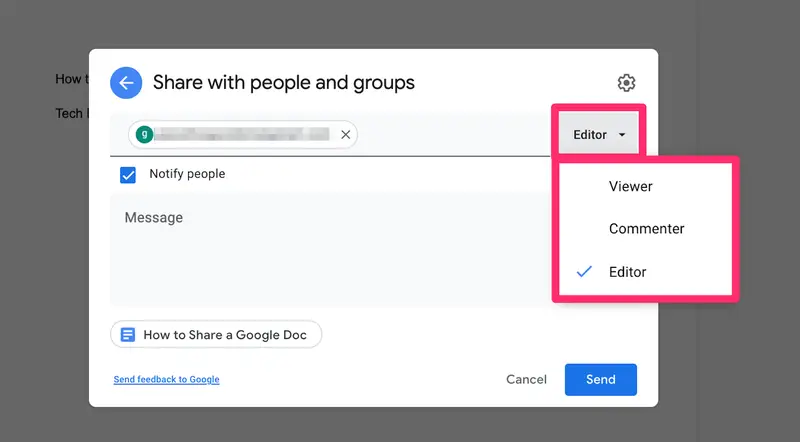 Share with people and groups
How t
Tech
g
Editor
Notify people
Viewer
Message
Commenter
Editor
How to Share a Google Doc
Send feedback to Google
Cancel
Send